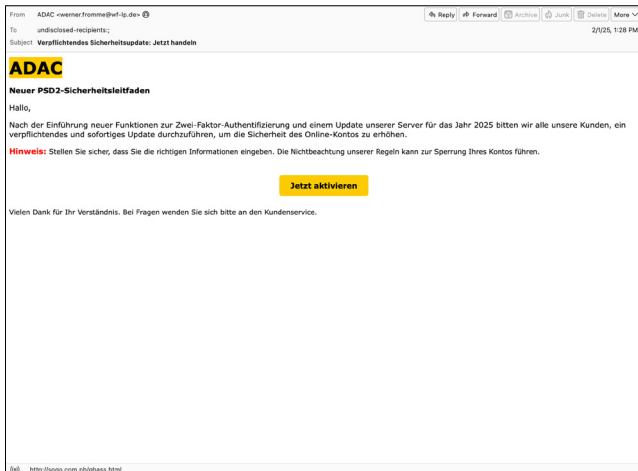 From ADAC <werner.fromme@wf-lp.de>
Reply Forward Archive Junk Delete More
To undisclosed-recipients:; 2/1/25, 1:28 PM
Subject Verpflichtendes Sicherheitsupdate: Jetzt handeln
ADAC
Neuer PSD2-Sicherheitsleitfaden
Hallo,
Nach der Einführung neuer Funktionen zur Zwei-Faktor-Authentifizierung und einem Update unserer Server für das Jahr 2025 bitten wir alle unsere Kunden, ein
verpflichtendes und sofortiges Update durchzuführen, um die Sicherheit des Online-Kontos zu erhöhen.
Hinweis: Stellen Sie sicher, dass Sie die richtigen Informationen eingeben. Die Nichtbeachtung unserer Regeln kann zur Sperrung Ihres Kontos führen.
Jetzt aktivieren
Vielen Dank für Ihr Verständnis. Bei Fragen wenden Sie sich bitte an den Kundenservice.